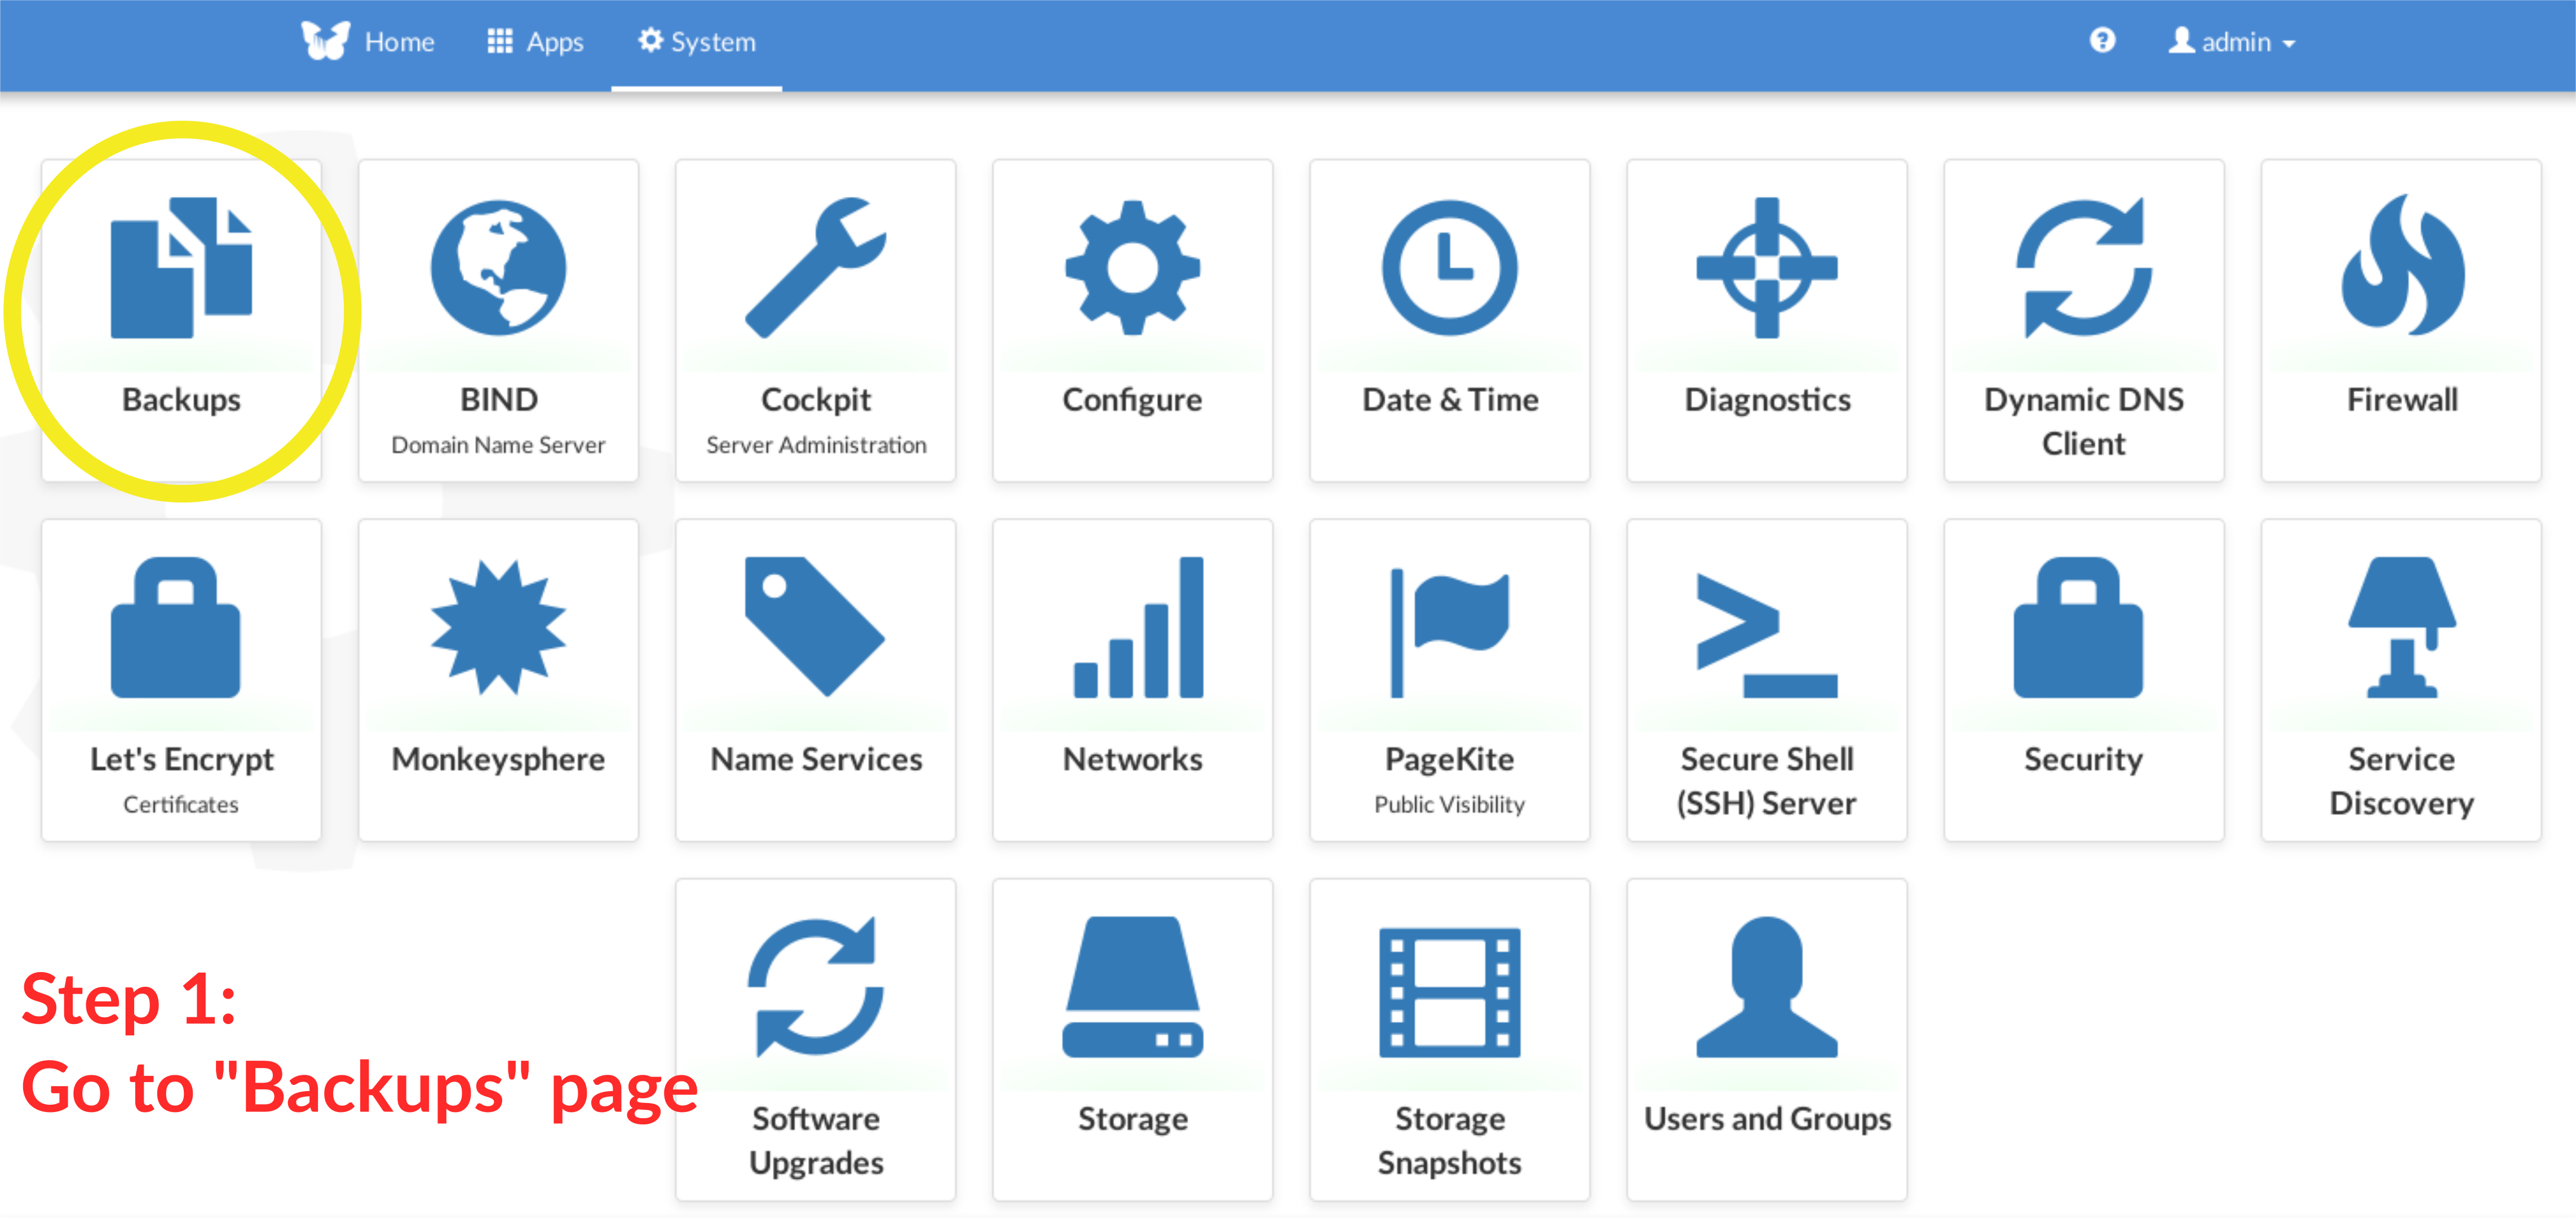 Home Apps System admin
Backups
BIND
Domain Name Server
Cockpit
Server Administration
Configure
Date & Time
Diagnostics
Dynamic DNS
Client
Firewall
Let's Encrypt
Certificates
Monkeysphere
Name Services
Networks
PageKite
Public Visibility
Secure Shell
(SSH) Server
Security
Service
Discovery
Step 1:
Go to "Backups" page
Software
Upgrades
Storage
Storage
Snapshots
Users and Groups